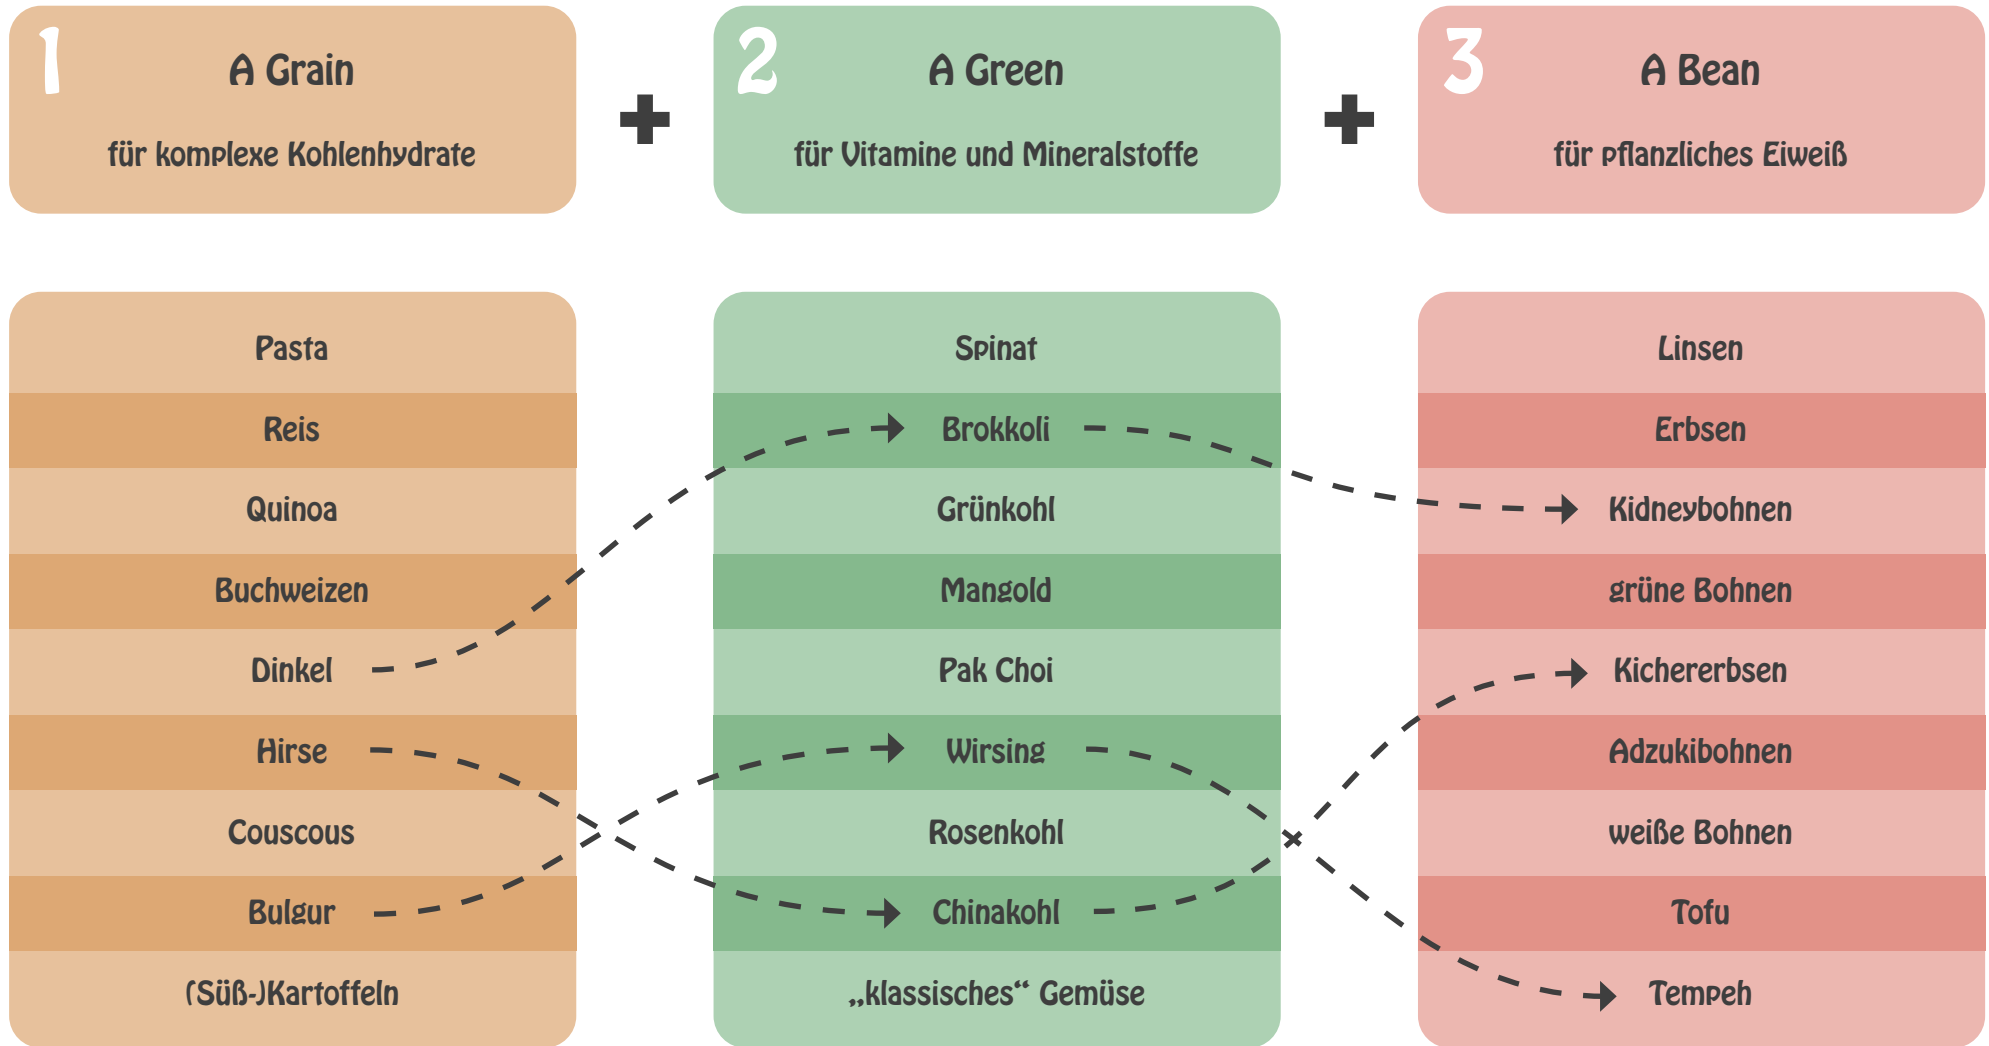 1
A Grain
für komplexe Kohlenhydrate
+
2
A Green
für Vitamine und Mineralstoffe
+
3
A Bean
für pflanzliches Eiweiß
Pasta
Reis
Quinoa
Buchweizen
Dinkel
Hirse
Couscous
Bulgur
(Süß-)Kartoffeln
Spinat
Brokkoli
Grünkohl
Mangold
Pak Choi
Wirsing
Rosenkohl
Chinakohl
„klassisches“ Gemüse
Linsen
Erbsen
Kidneybohnen
grüne Bohnen
Kichererbsen
Adzukibohnen
weiße Bohnen
Tofu
Tempeh